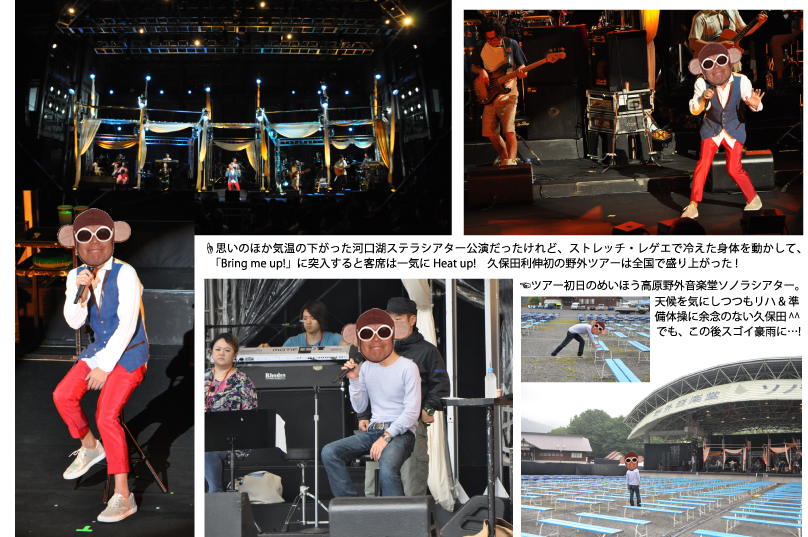 ☝思いのほか気温の下がった河口湖ステラシアター公演だったけれど、ストレッチ・レゲエで冷えた身体を動かして、
「Bring me up!」に突入すると客席は一気に Heat up!　久保田利伸初の野外ツアーは全国で盛り上がった！
☜ツアー初日のめいほう高原野外音楽堂ソノラシアター。
天候を気にしつつもリハ & 準
備体操に余念のない久保田 ^^
でも、この後スゴイ豪雨に…!
Rhodes
外音楽堂 ソノ